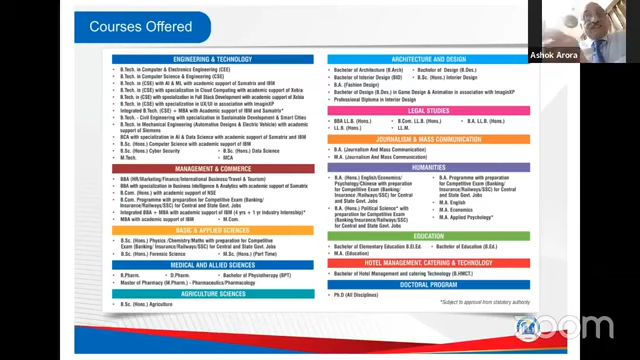 Courses Offered
Ashok Arora
ENGINEERING & TECHNOLOGY
B.Tech. in Computer & Electronics Engineering (CSE)
B.Tech. in Computer Science & Engineering (CSE)
B.Tech. (CSE) with AI & ML with academic support of Samatrix and IBM
B.Tech. (CSE) with specialization in Cloud Computing with academic support of Xebia
B.Tech. (CSE) with specialization in Full Stack Development with academic support of Xebia
B.Tech. (CSE) with specialization in UX/UI in association with ImaginXP
Integrated B.Tech. (CSE) + MBA with Academic support of IBM and Samatrix*
B.Tech. - Civil Engineering with specialization in Sustainable Development & Smart Cities
B.Tech. in Mechanical Engineering (Automotive Designs & Electric Vehicle) with academic
support of Siemens
BCA with specialization in AI & Data Science with academic support of Samatrix and IBM
B.Sc. (Hons.) Computer Science with academic support of IBM
B.Sc. (Hons.) Cyber Security
B.Sc. (Hons.) Data Science
M.Tech.
MCA
MANAGEMENT & COMMERCE
BBA (HR/Marketing/Finance/International Business/Travel & Tourism)
BBA with specialization in Business Intelligence & Analytics with academic support of Samatrix
B.Com. (Hons.) with academic support of NSE
B.Com. Programme with preparation for Competitive Exam (Banking/
Insurance/Railways/SSC) for Central and State Govt. Jobs
Integrated BBA + MBA with academic support of IBM (4 yrs + 1 yr Industry Internship)*
MBA with academic support of IBM
M.Com.
BASIC & APPLIED SCIENCES
B.Sc. (Hons.) Physics /Chemistry/Maths with preparation for Competitive
Exam (Banking/ Insurance/Railways/SSC) for Central and State Govt. Jobs
B.Sc. (Hons.) Forensic Science
M.Sc. (Hons.) (Part Time)
MEDICAL AND ALLIED SCIENCES
B.Pharm.
D.Pharm.
Bachelor of Physiotherapy (BPT)
Master of Pharmacy (M.Pharm.) - Pharmaceutics/Pharmacology
AGRICULTURE SCIENCES
B.Sc. (Hons.) Agriculture
ARCHITECTURE AND DESIGN
Bachelor of Architecture (B.Arch)
Bachelor of Design (B.Des.)
Bachelor of Interior Design (BID)
B.Sc. (Hons.) Interior Design
B.A. (Fashion Design)
Bachelor of Design (B.Des.) in Game Design & Animation in association with ImaginXP
Professional Diploma in Interior Design
LEGAL STUDIES
BBA LL.B. (Hons.)
B.Com. LL.B. (Hons.)
B.A. LL.B. (Hons.)
LL.B. (Hons.)
LL.M.
JOURNALISM & MASS COMMUNICATION
B.A. (Journalism And Mass Communication)
M.A. (Journalism And Mass Communication)
HUMANITIES
B.A. (Hons.) English/Economics/
Psychology/Chinese with preparation
for Competitive Exam (Banking/
Insurance/Railways/SSC) for Central
and State Govt. Jobs
B.A. (Hons.) Political Science* with
preparation for Competitive Exam
(Banking/Insurance/Railways/SSC)
for Central and State Govt. Jobs
B.A. Programme with preparation
for Competitive Exam (Banking/
Insurance/Railways/SSC) for Central
and State Govt. Jobs
M.A. English
M.A. Economics
M.A. Applied Psychology*
EDUCATION
Bachelor of Elementary Education (B.El.Ed.)
Bachelor of Education (B.Ed.)
M.A. (Education)
HOTEL MANAGEMENT, CATERING & TECHNOLOGY
Bachelor of Hotel Management and catering Technology (B.HMCT.)
DOCTORAL PROGRAM
Ph.D (All Disciplines)
*Subject to approval from statutory authority
zoom